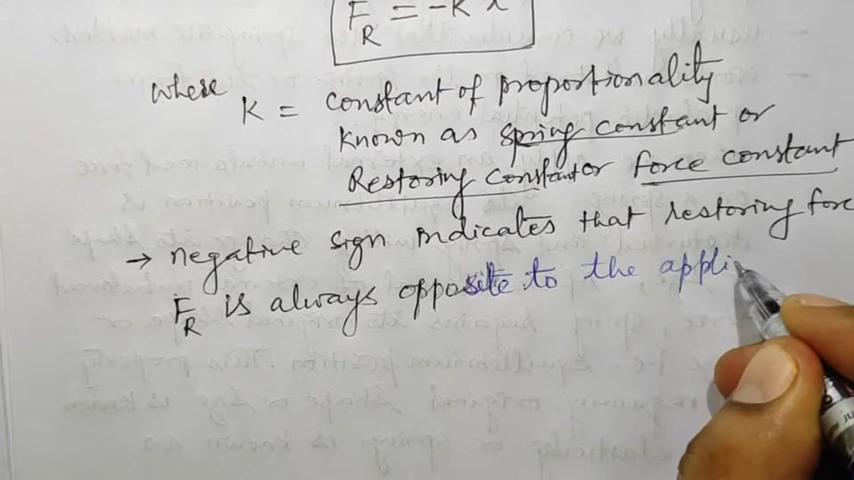 F_R = -K x
where K = constant of proportionality
known as spring constant or
Restoring constant or force constant
→ negative sign indicates that restoring force
F_R is always opposite to the appli